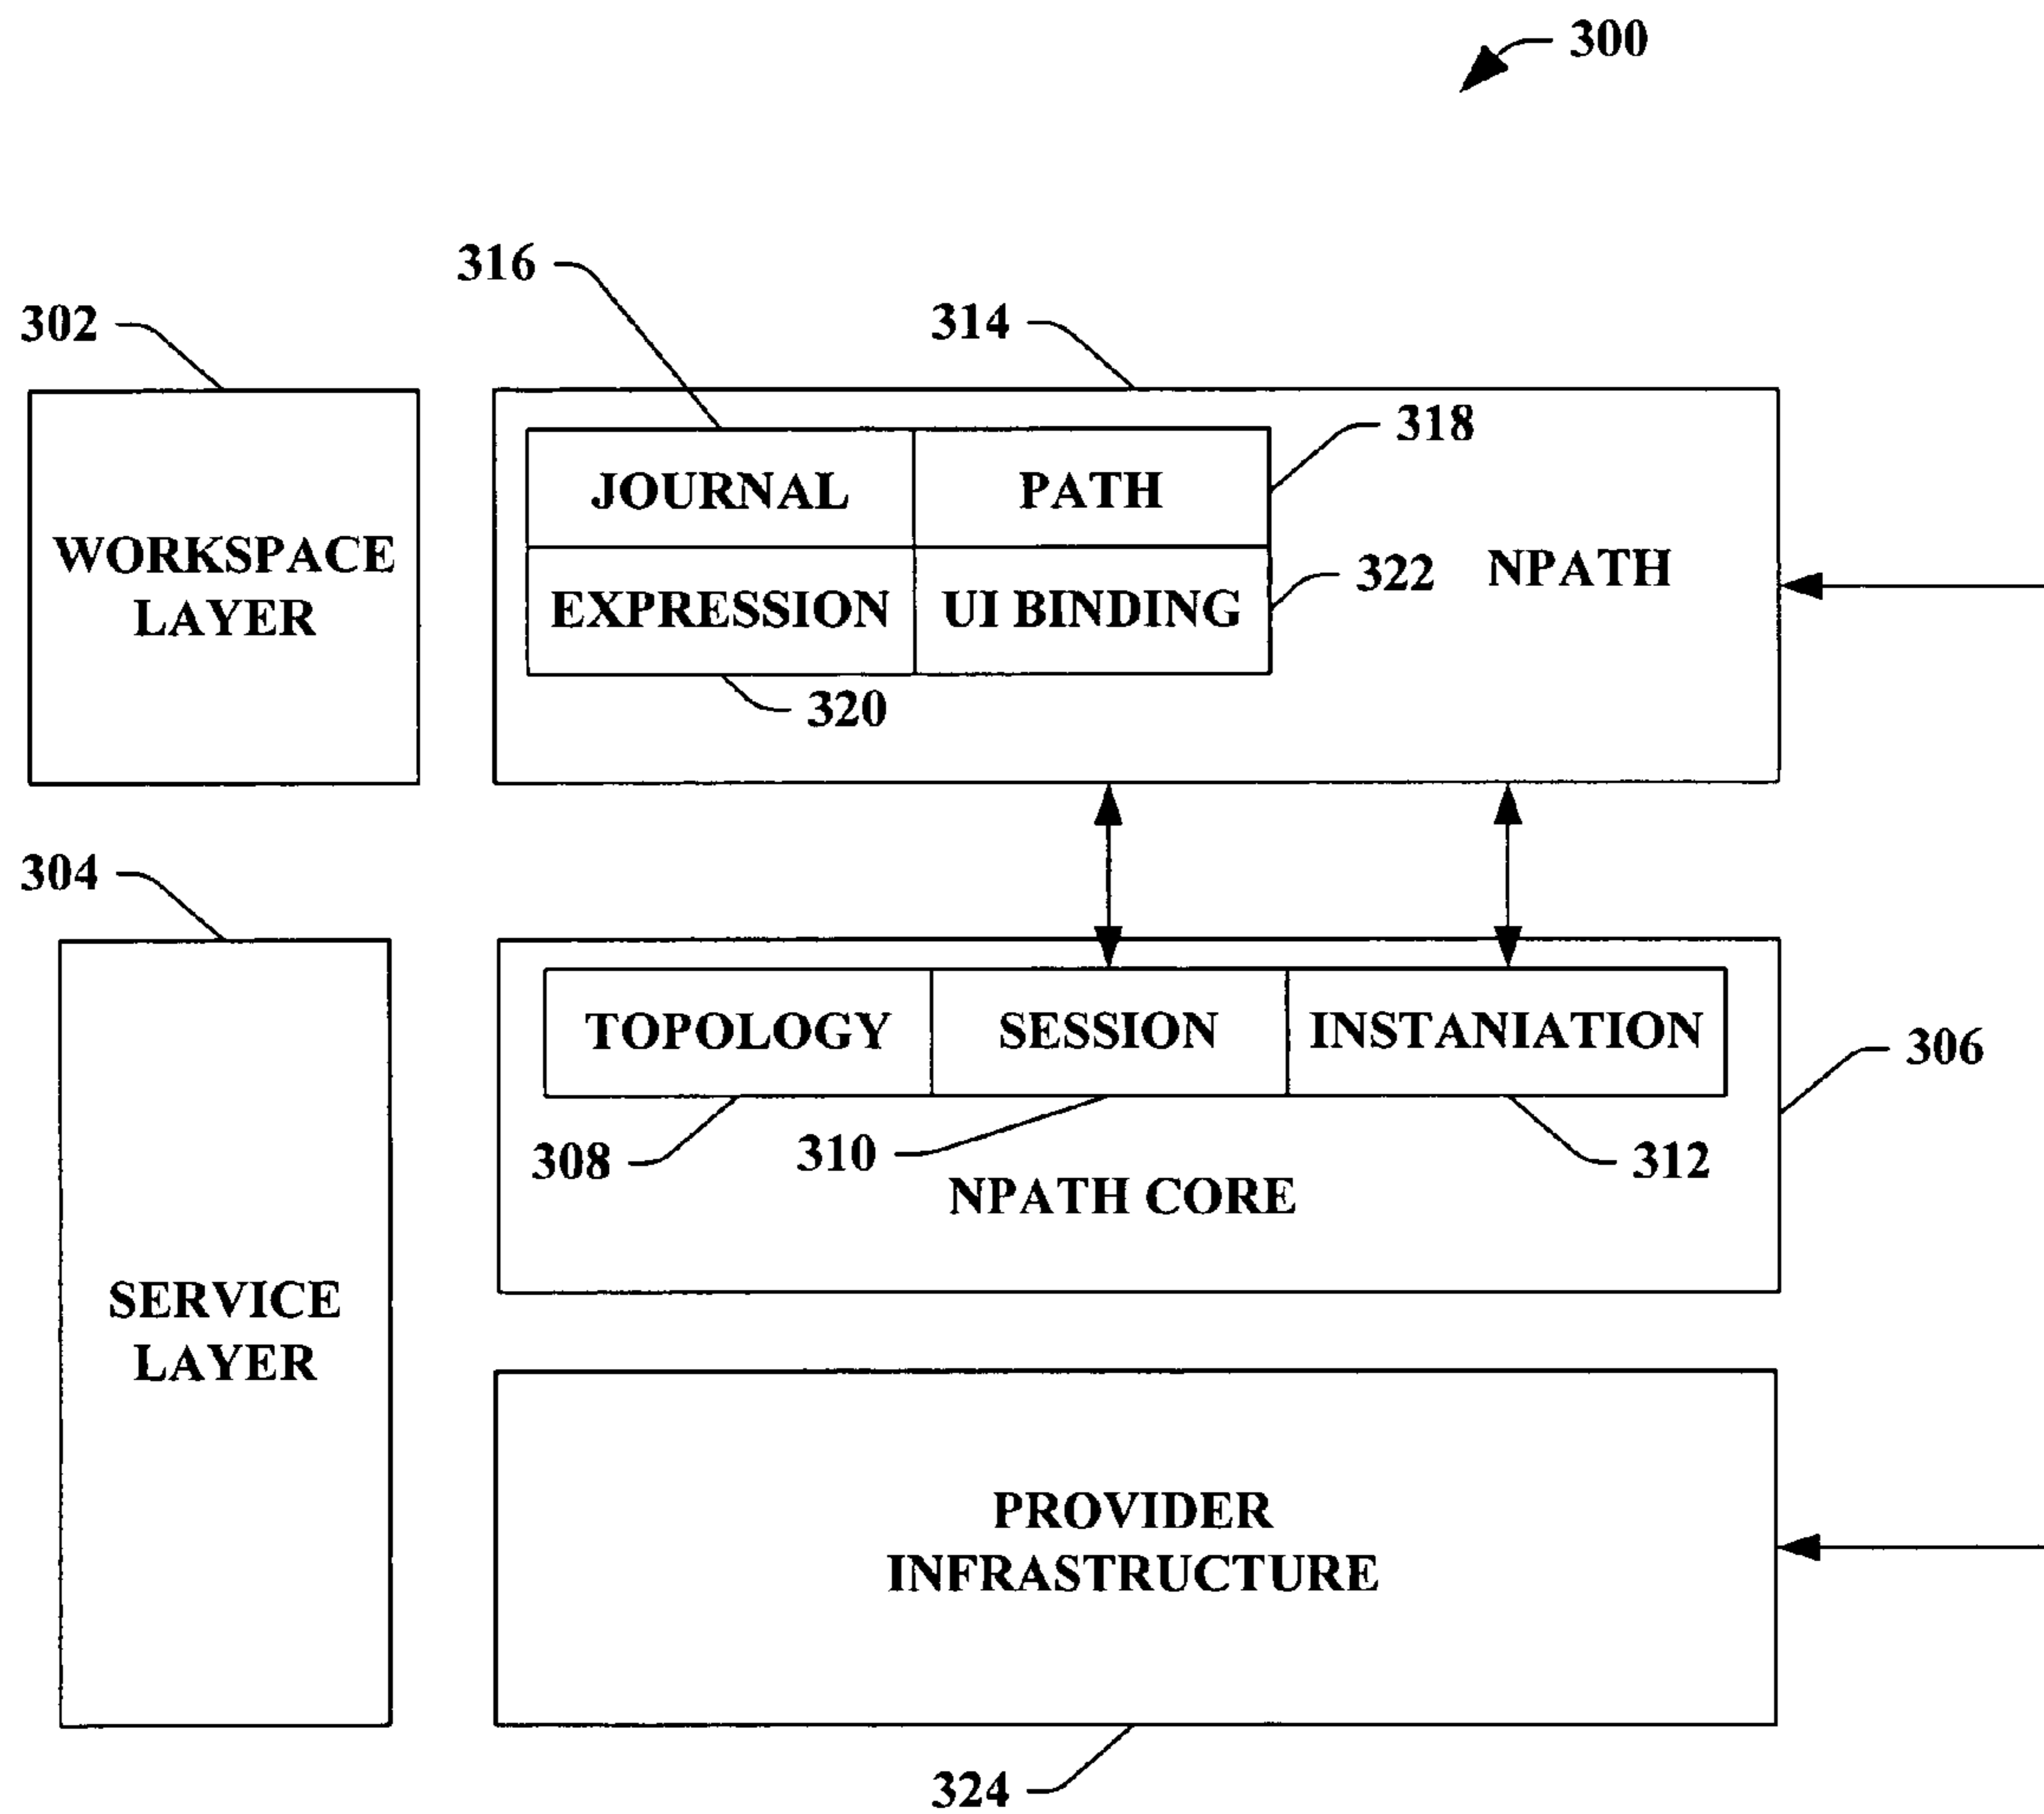 300
316
302
314
318
JOURNAL
PATH
WORKSPACE
LAYER
322
NPATH
EXPRESSION
UI BINDING
320
304
TOPOLOGY
SESSION
INSTANIATION
306
308
310
312
NPATH CORE
SERVICE
LAYER
PROVIDER
INFRASTRUCTURE
324